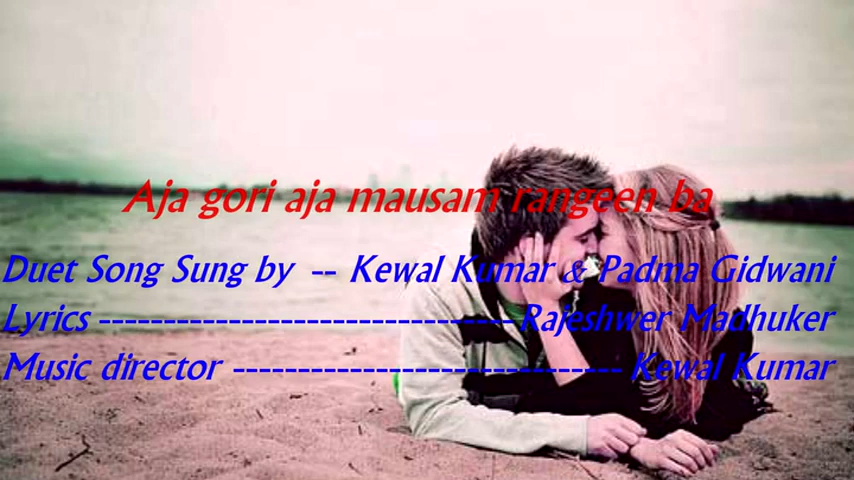 Aja gori aja mausam rangeen ba
Duet Song Sung by -- Kewal Kumar & Padma Gidwani
Lyrics --------------------------------- Rajeshwer Madhuker
Music director ------------------------------- Kewal Kumar